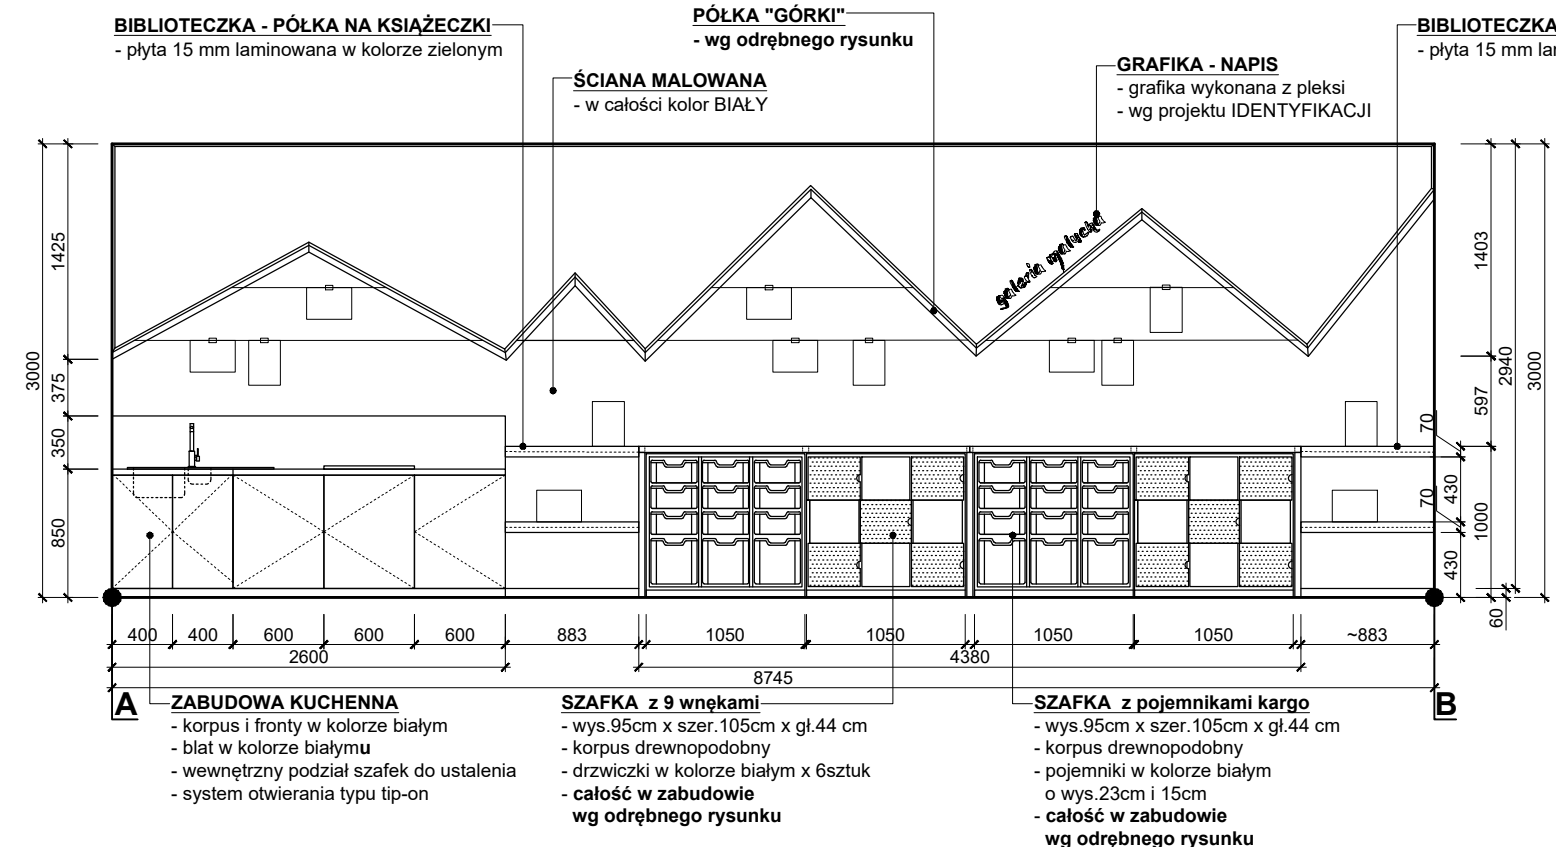 BIBLIOTECZKA - PÓŁKA NA KSIĄŻECZKI
- płyta 15 mm laminowana w kolorze zielonym
PÓŁKA "GÓRKI"
- wg odrębnego rysunku
BIBLIOTECZKA
- płyta 15 mm lam
ŚCIANA MALOWANA
- w całości kolor BIAŁY
GRAFIKA - NAPIS
- grafika wykonana z pleksi
- wg projektu IDENTYFIKACJI
galeria malucha
3000
1425
375
350
850
1403
597
1000
2940
3000
70
430
70
430
60
400 400 600 600 600 883 1050 1050 1050 1050 ~883
2600 4380
8745
A
B
ZABUDOWA KUCHENNA
- korpus i fronty w kolorze białym
- blat w kolorze białymu
- wewnętrzny podział szafek do ustalenia
- system otwierania typu tip-on
SZAFKA z 9 wnękami
- wys.95cm x szer.105cm x gł.44 cm
- korpus drewnopodobny
- drzwiczki w kolorze białym x 6sztuk
- całość w zabudowie
wg odrębnego rysunku
SZAFKA z pojemnikami kargo
- wys.95cm x szer.105cm x gł.44 cm
- korpus drewnopodobny
- pojemniki w kolorze białym
o wys.23cm i 15cm
- całość w zabudowie
wg odrębnego rysunku